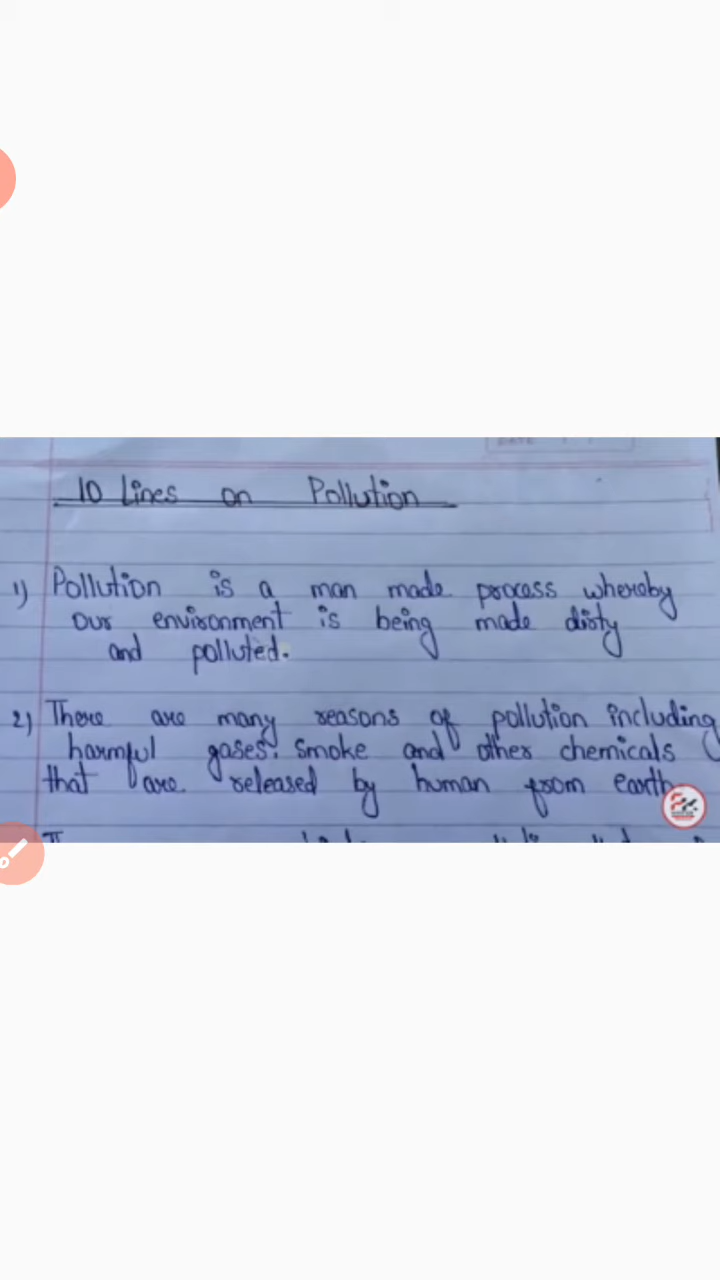 10 Lines on Pollution
1) Pollution is a man made process whereby
our environment is being made dirty
and polluted.
2) There are many reasons of pollution including
harmful gases. smoke and other chemicals
that are released by human from earth